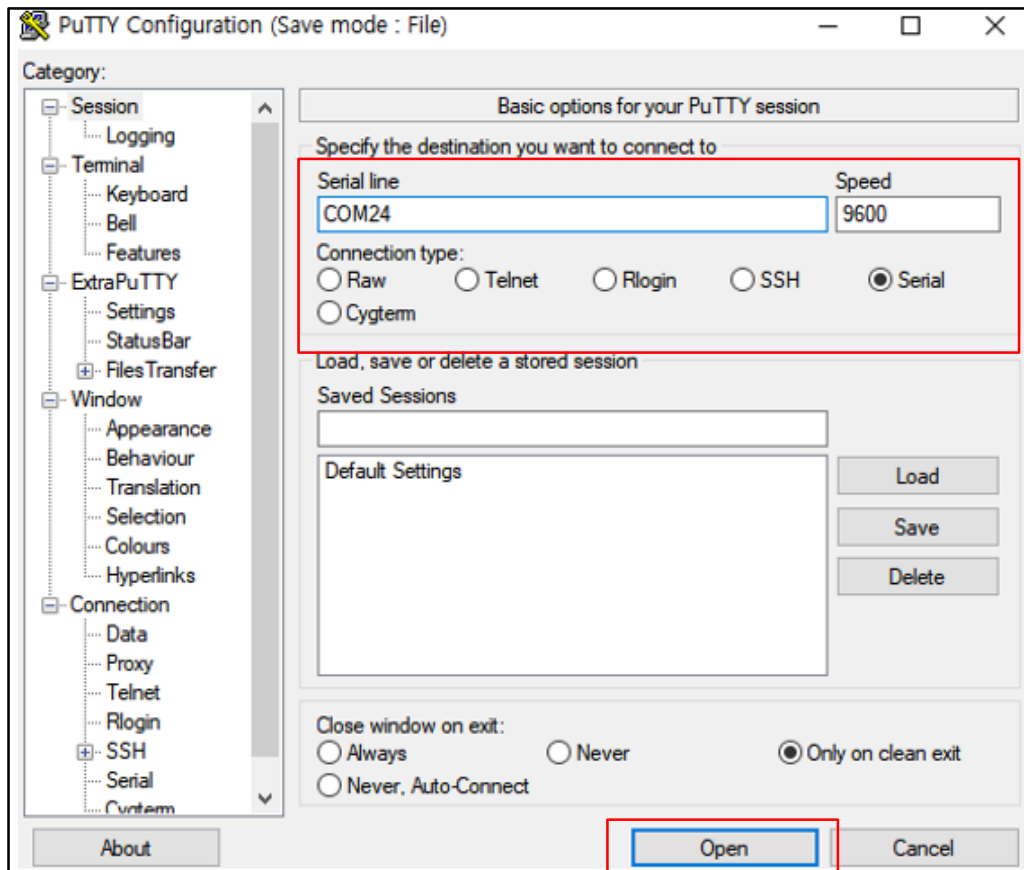 PuTTY Configuration (Save mode : File)
Category:
Session
Logging
Terminal
Keyboard
Bell
Features
ExtraPuTTY
Settings
StatusBar
FilesTransfer
Window
Appearance
Behaviour
Translation
Selection
Colours
Hyperlinks
Connection
Data
Proxy
Telnet
Rlogin
SSH
Serial
Cygterm
Basic options for your PuTTY session
Specify the destination you want to connect to
Serial line Speed
COM24 9600
Connection type:
Raw Telnet Rlogin SSH Serial
Cygterm
Load, save or delete a stored session
Saved Sessions
Default Settings
Load
Save
Delete
Close window on exit:
Always Never Only on clean exit
Never, Auto-Connect
About Open Cancel